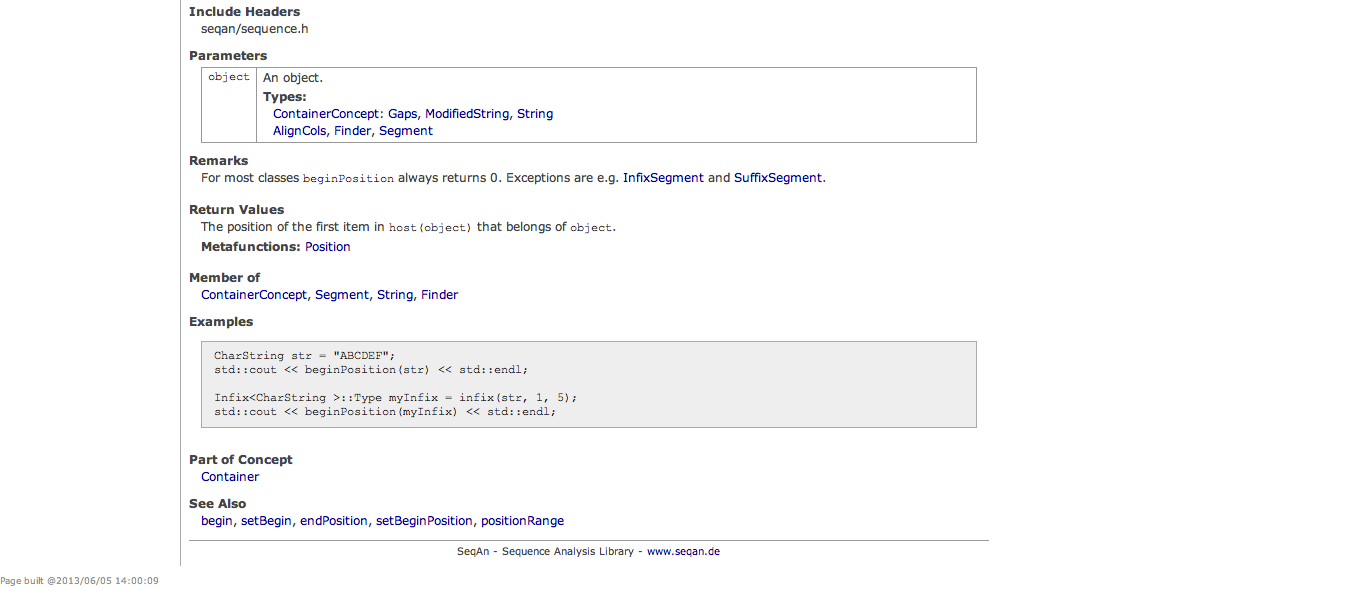 Include Headers
seqan/sequence.h
Parameters
object An object.
Types:
ContainerConcept: Gaps, ModifiedString, String
AlignCols, Finder, Segment
Remarks
For most classes beginPosition always returns 0. Exceptions are e.g. InfixSegment and SuffixSegment.
Return Values
The position of the first item in host(object) that belongs of object.
Metafunctions: Position
Member of
ContainerConcept, Segment, String, Finder
Examples
CharString str = "ABCDEF";
std::cout << beginPosition(str) << std::endl;
Infix<CharString >::Type myInfix = infix(str, 1, 5);
std::cout << beginPosition(myInfix) << std::endl;
Part of Concept
Container
See Also
begin, setBegin, endPosition, setBeginPosition, positionRange
SeqAn - Sequence Analysis Library - www.seqan.de
Page built @2013/06/05 14:00:09